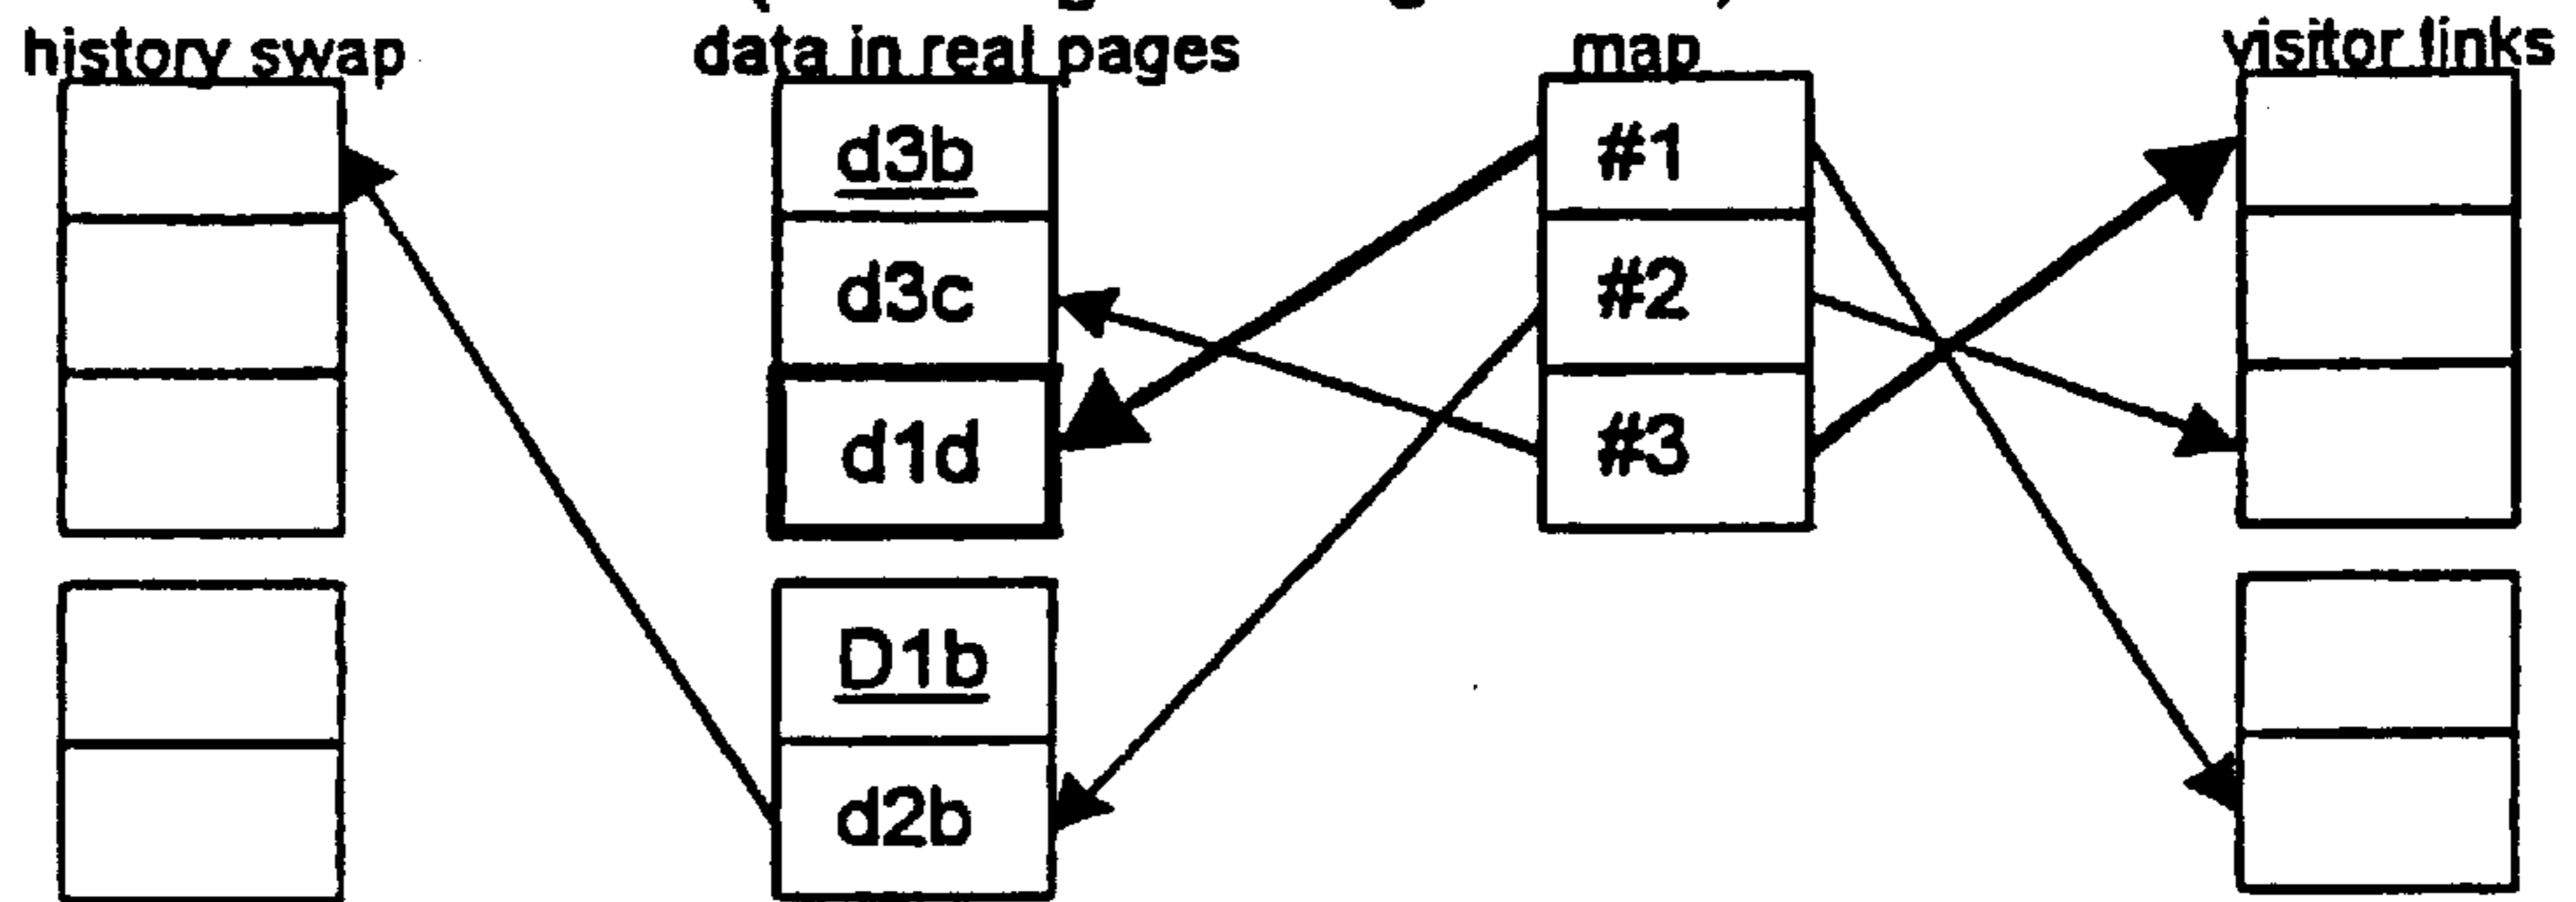 history swap data in real pages map visitor links
d3b #1
d3c #2
d1d #3
D1b
d2b